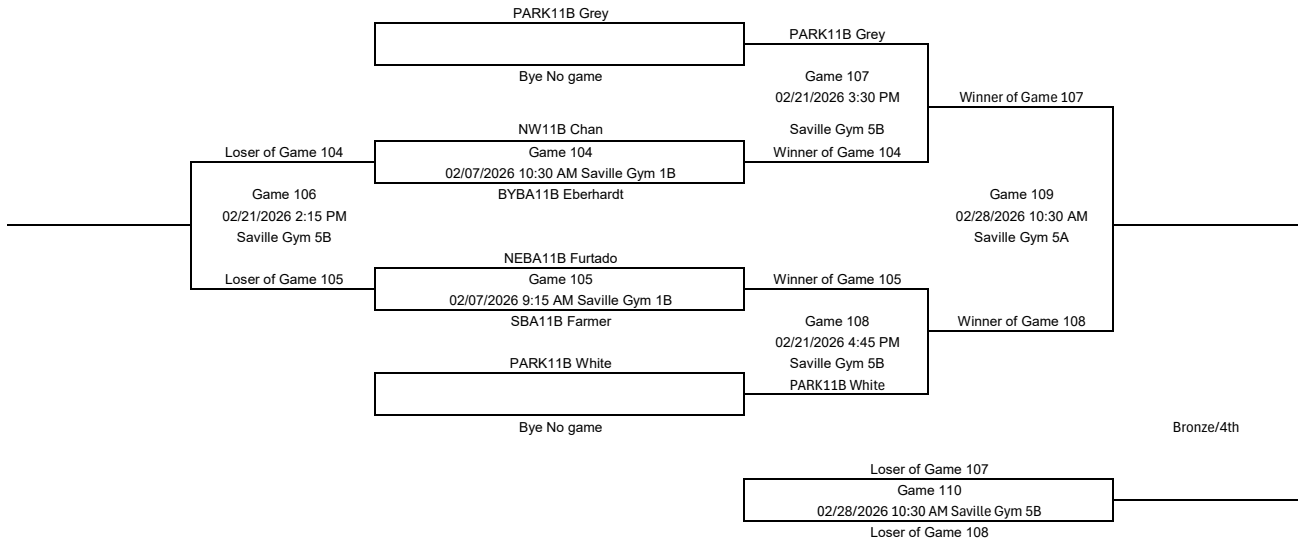 PARK11B Grey
PARK11B Grey
Bye No game
Game 107
02/21/2026 3:30 PM
Winner of Game 107
NW11B Chan
Saville Gym 5B
Loser of Game 104
Game 104
Winner of Game 104
02/07/2026 10:30 AM Saville Gym 1B
Game 106
BYBA11B Eberhardt
Game 109
02/21/2026 2:15 PM
02/28/2026 10:30 AM
Saville Gym 5B
Saville Gym 5A
NEBA11B Furtado
Loser of Game 105
Game 105
Winner of Game 105
02/07/2026 9:15 AM Saville Gym 1B
SBA11B Farmer
Game 108
Winner of Game 108
02/21/2026 4:45 PM
PARK11B White
Saville Gym 5B
PARK11B White
Bye No game
Bronze/4th
Loser of Game 107
Game 110
02/28/2026 10:30 AM Saville Gym 5B
Loser of Game 108